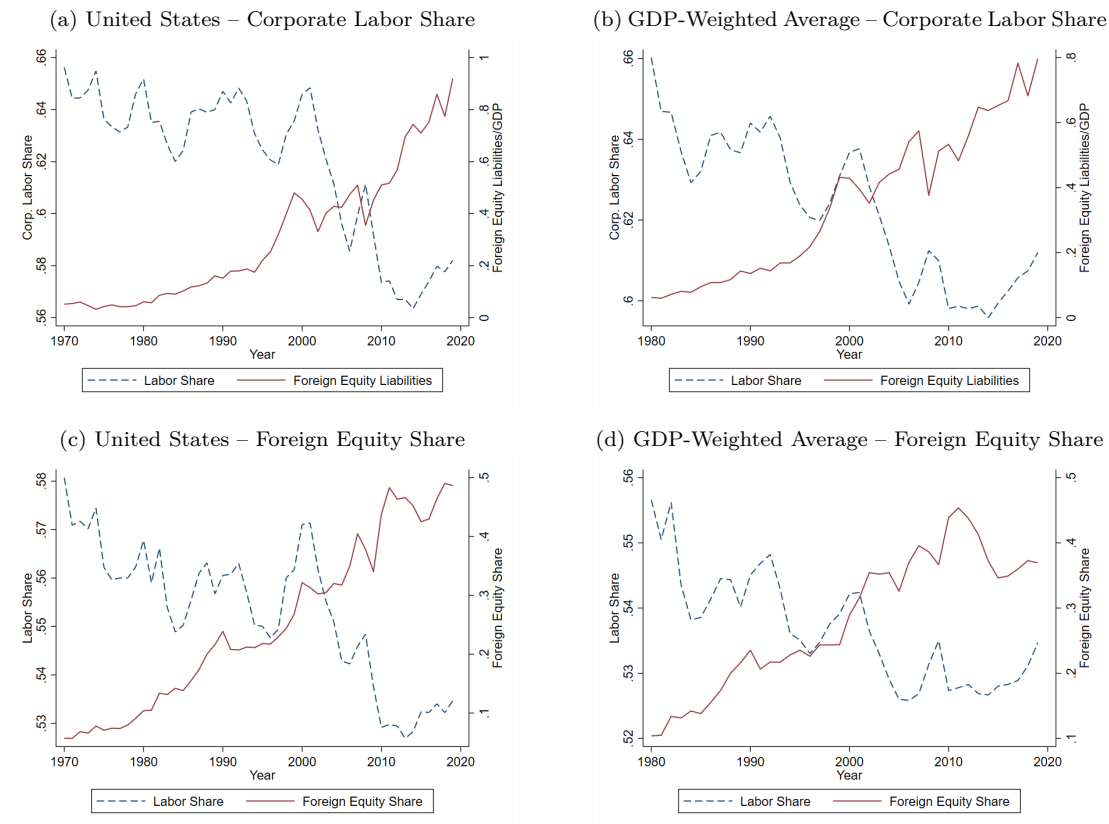 (a) United States – Corporate Labor Share
.66
.64
.62
.6
.58
.56
Corp. Labor Share
1
.8
.6
.4
.2
0
Foreign Equity Liabilities/GDP
1970 1980 1990 2000 2010 2020
Year
Labor Share Foreign Equity Liabilities
(b) GDP-Weighted Average – Corporate Labor Share
.66
.64
.62
.6
Corp. Labor Share
.8
.6
.4
.2
0
Foreign Equity Liabilities/GDP
1980 1990 2000 2010 2020
Year
Labor Share Foreign Equity Liabilities
(c) United States – Foreign Equity Share
.58
.57
.56
.55
.54
.53
Labor Share
.5
.4
.3
.2
.1
Foreign Equity Share
1970 1980 1990 2000 2010 2020
Year
Labor Share Foreign Equity Share
(d) GDP-Weighted Average – Foreign Equity Share
.56
.55
.54
.53
.52
Labor Share
.5
.4
.3
.2
.1
Foreign Equity Share
1980 1990 2000 2010 2020
Year
Labor Share Foreign Equity Share